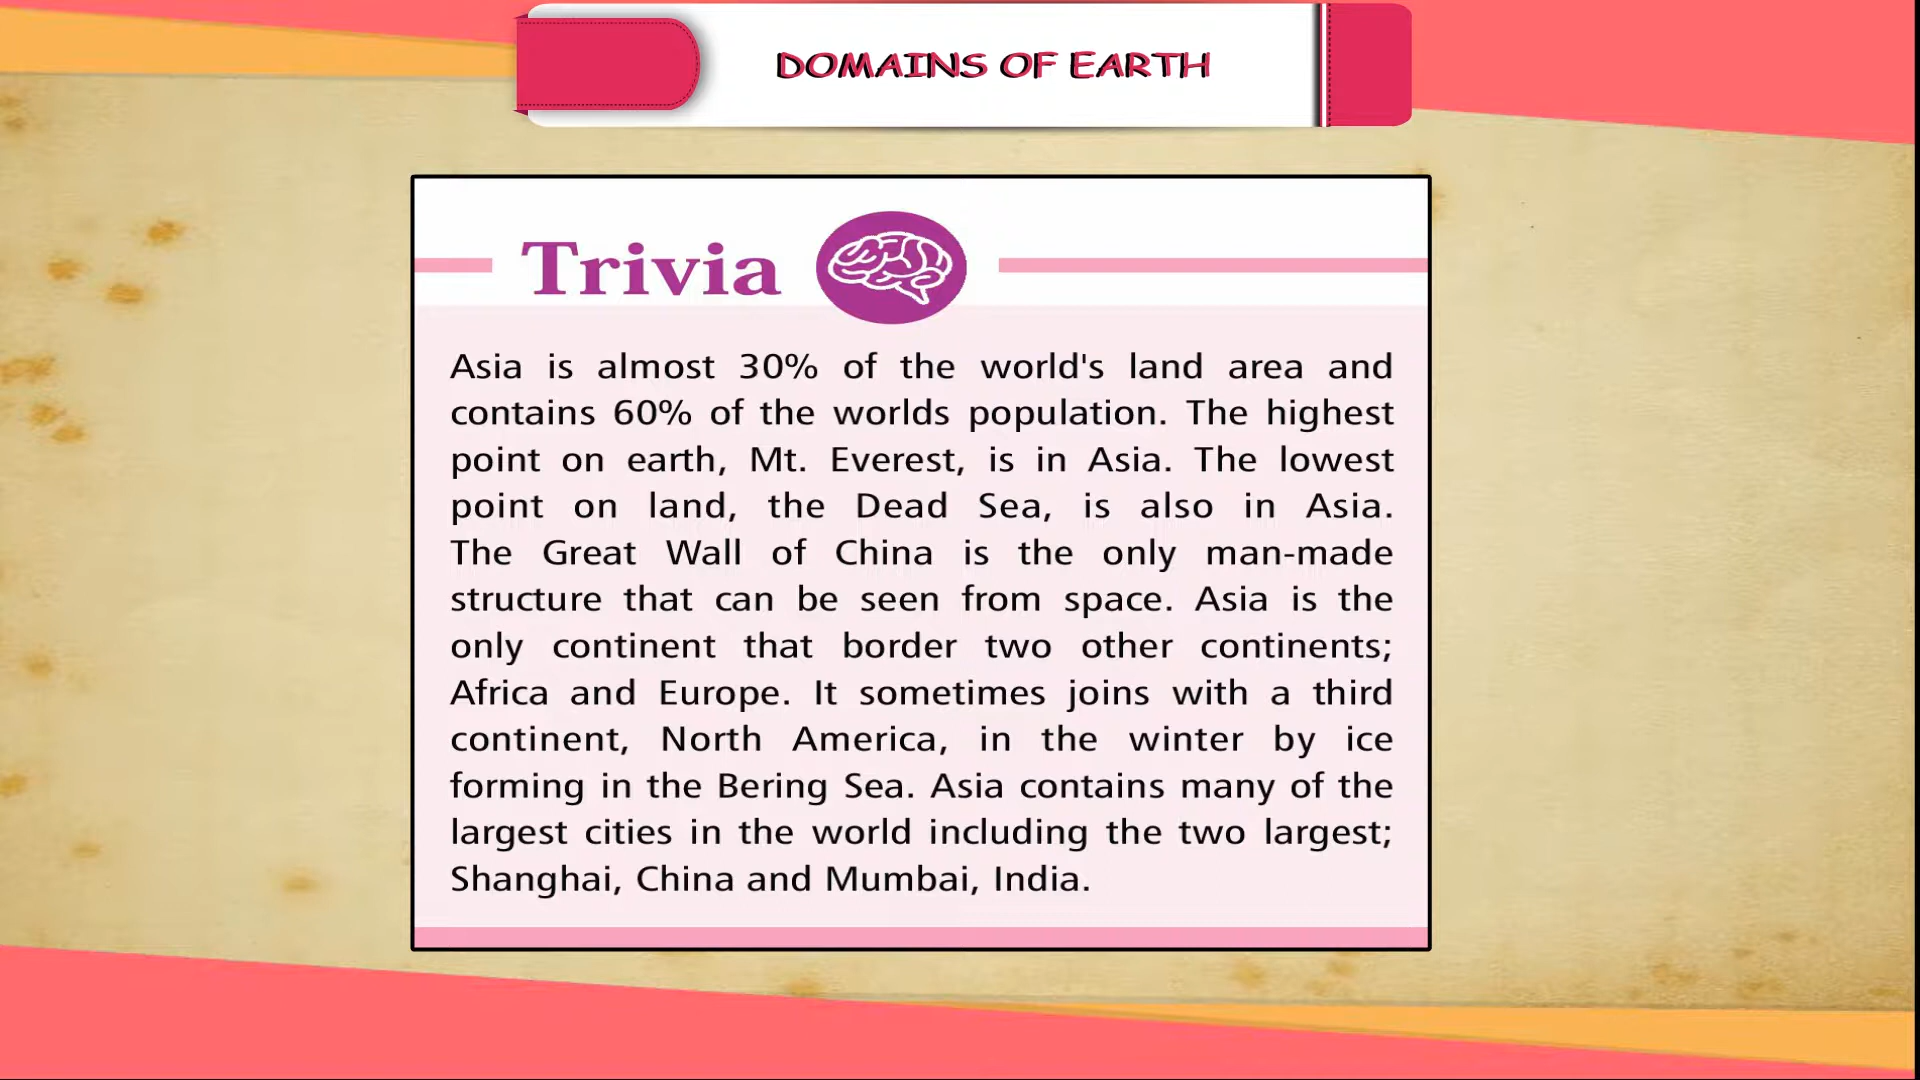 DOMAINS OF EARTH
Trivia
Asia is almost 30% of the world's land area and
contains 60% of the worlds population. The highest
point on earth, Mt. Everest, is in Asia. The lowest
point on land, the Dead Sea, is also in Asia.
The Great Wall of China is the only man-made
structure that can be seen from space. Asia is the
only continent that border two other continents;
Africa and Europe. It sometimes joins with a third
continent, North America, in the winter by ice
forming in the Bering Sea. Asia contains many of the
largest cities in the world including the two largest;
Shanghai, China and Mumbai, India.